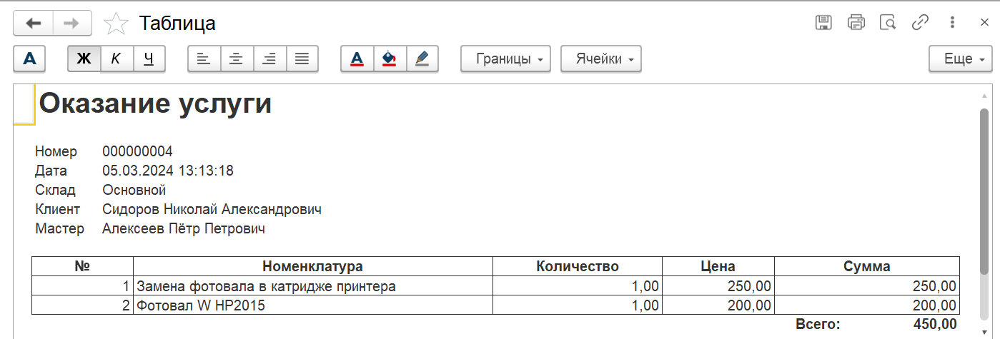 Таблица
А Ж К Ч А Границы Ячейки Еще
Оказание услуги
Номер 000000004
Дата 05.03.2024 13:13:18
Склад Основной
Клиент Сидоров Николай Александрович
Мастер Алексеев Пётр Петрович
№ Номенклатура Количество Цена Сумма
1 Замена фотовала в катридже принтера 1,00 250,00 250,00
2 Фотовал W HP2015 1,00 200,00 200,00
Всего: 450,00